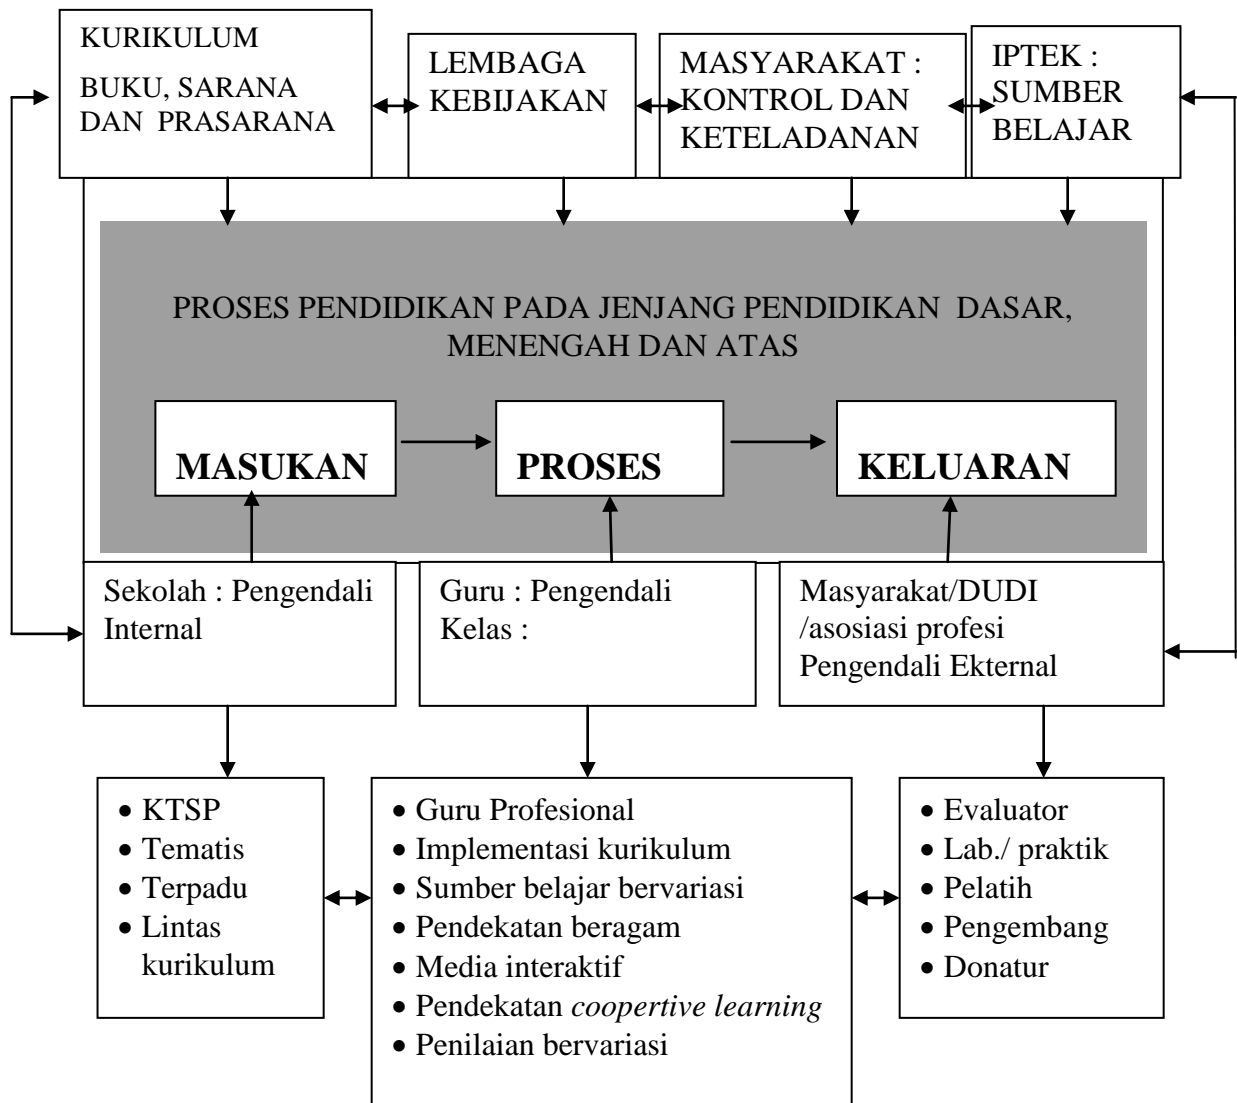 KURIKULUM
BUKU, SARANA
DAN PRASARANA
LEMBAGA
KEBIJAKAN
MASYARAKAT :
KONTROL DAN
KETELADANAN
IPTEK :
SUMBER
BELAJAR
PROSES PENDIDIKAN PADA JENJANG PENDIDIKAN DASAR,
MENENGAH DAN ATAS
MASUKAN
PROSES
KELUARAN
Sekolah : Pengendali
Internal
Guru : Pengendali
Kelas :
Masyarakat/DUDI
/asosiasi profesi
Pengendali Ekternal
• KTSP
• Tematis
• Terpadu
• Lintas
kurikulum
• Guru Profesional
• Implementasi kurikulum
• Sumber belajar bervariasi
• Pendekatan beragam
• Media interaktif
• Pendekatan coopertive learning
• Penilaian bervariasi
• Evaluator
• Lab./ praktik
• Pelatih
• Pengembang
• Donatur